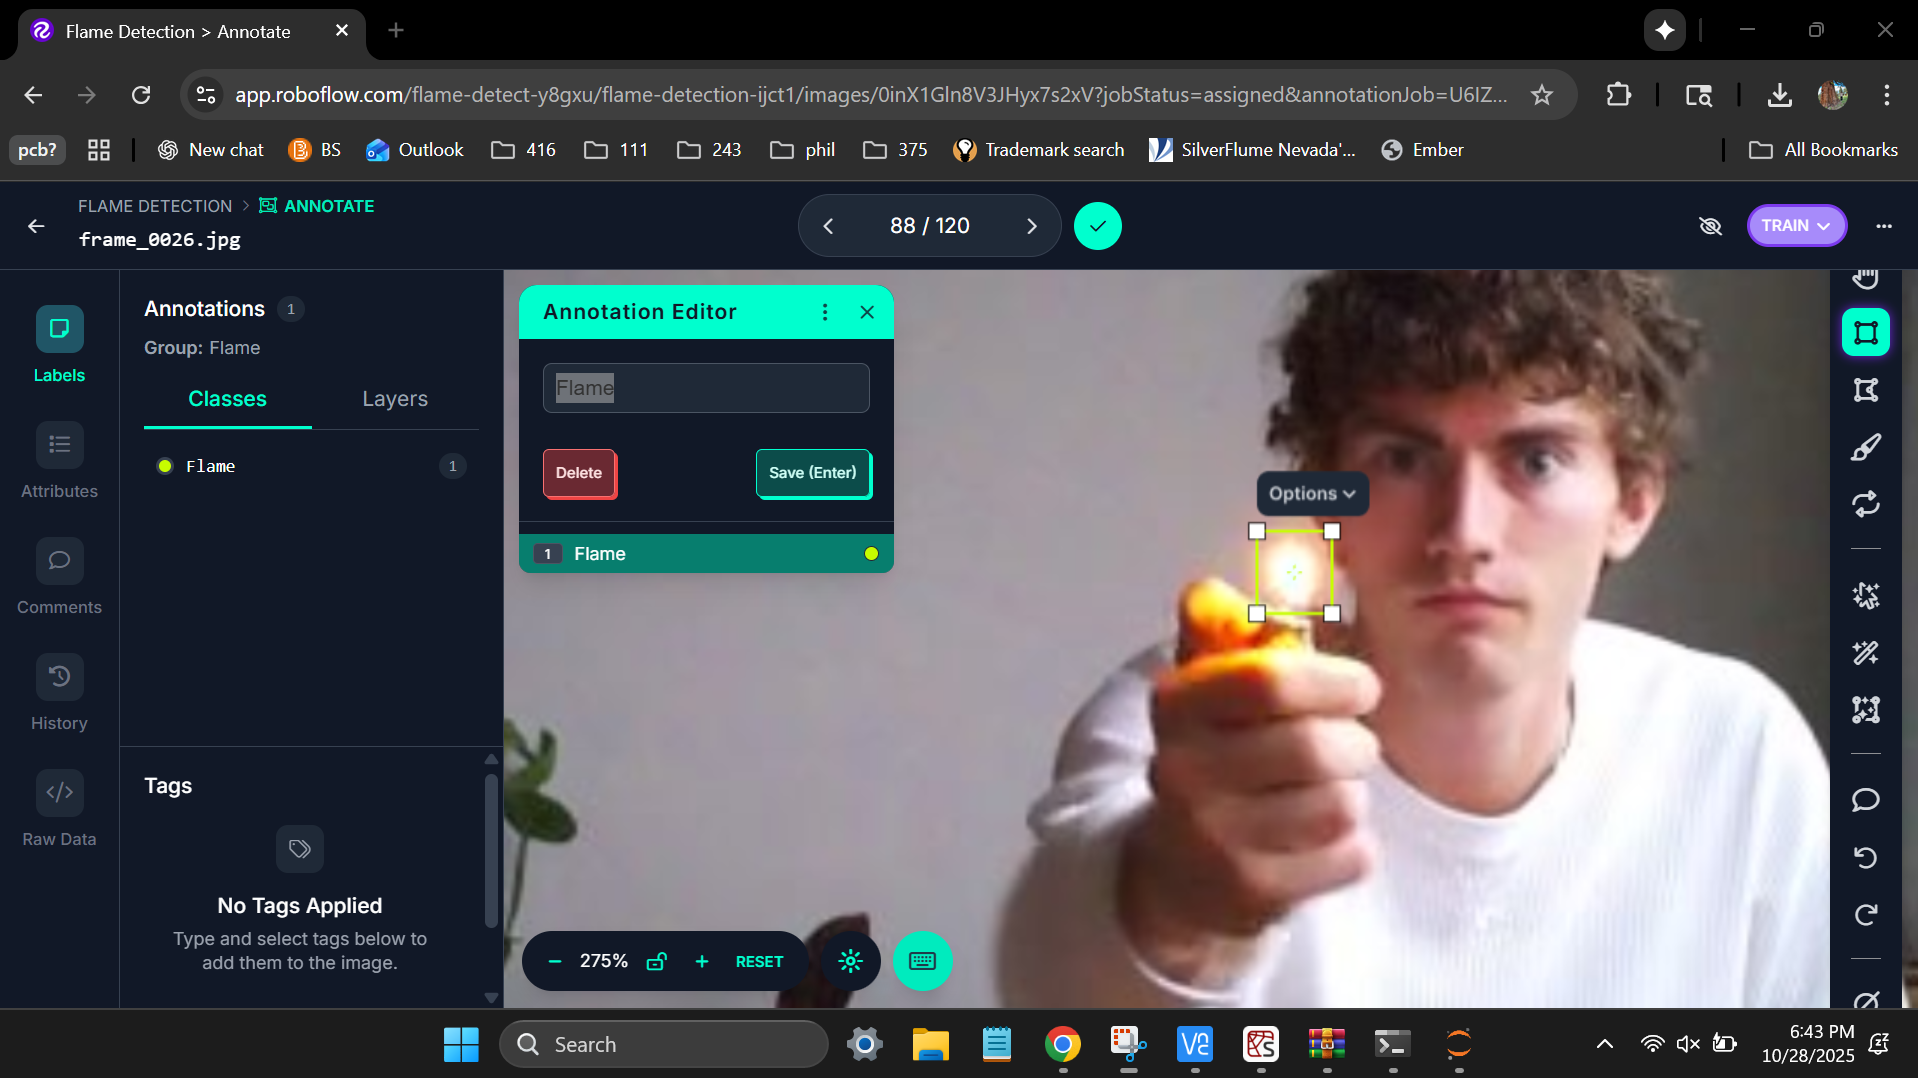 Flame Detection > Annotate
app.roboflow.com/flame-detect-y8gxu/flame-detection-ijct1/images/0inX1Gln8V3JHyx7s2xV?jobStatus=assigned&annotationJob=U6IZ...
pcb?
New chat
BS
Outlook
416
111
243
phil
375
Trademark search
SilverFlume Nevada'...
Ember
All Bookmarks
FLAME DETECTION > ANNOTATE
frame_0026.jpg
88 / 120
TRAIN
Labels
Attributes
Comments
History
Raw Data
Annotations 1
Group: Flame
Classes Layers
Flame 1
Tags
No Tags Applied
Type and select tags below to
add them to the image.
Annotation Editor
Flame
Delete Save (Enter)
1 Flame
Options
275% RESET
Search
6:43 PM
10/28/2025